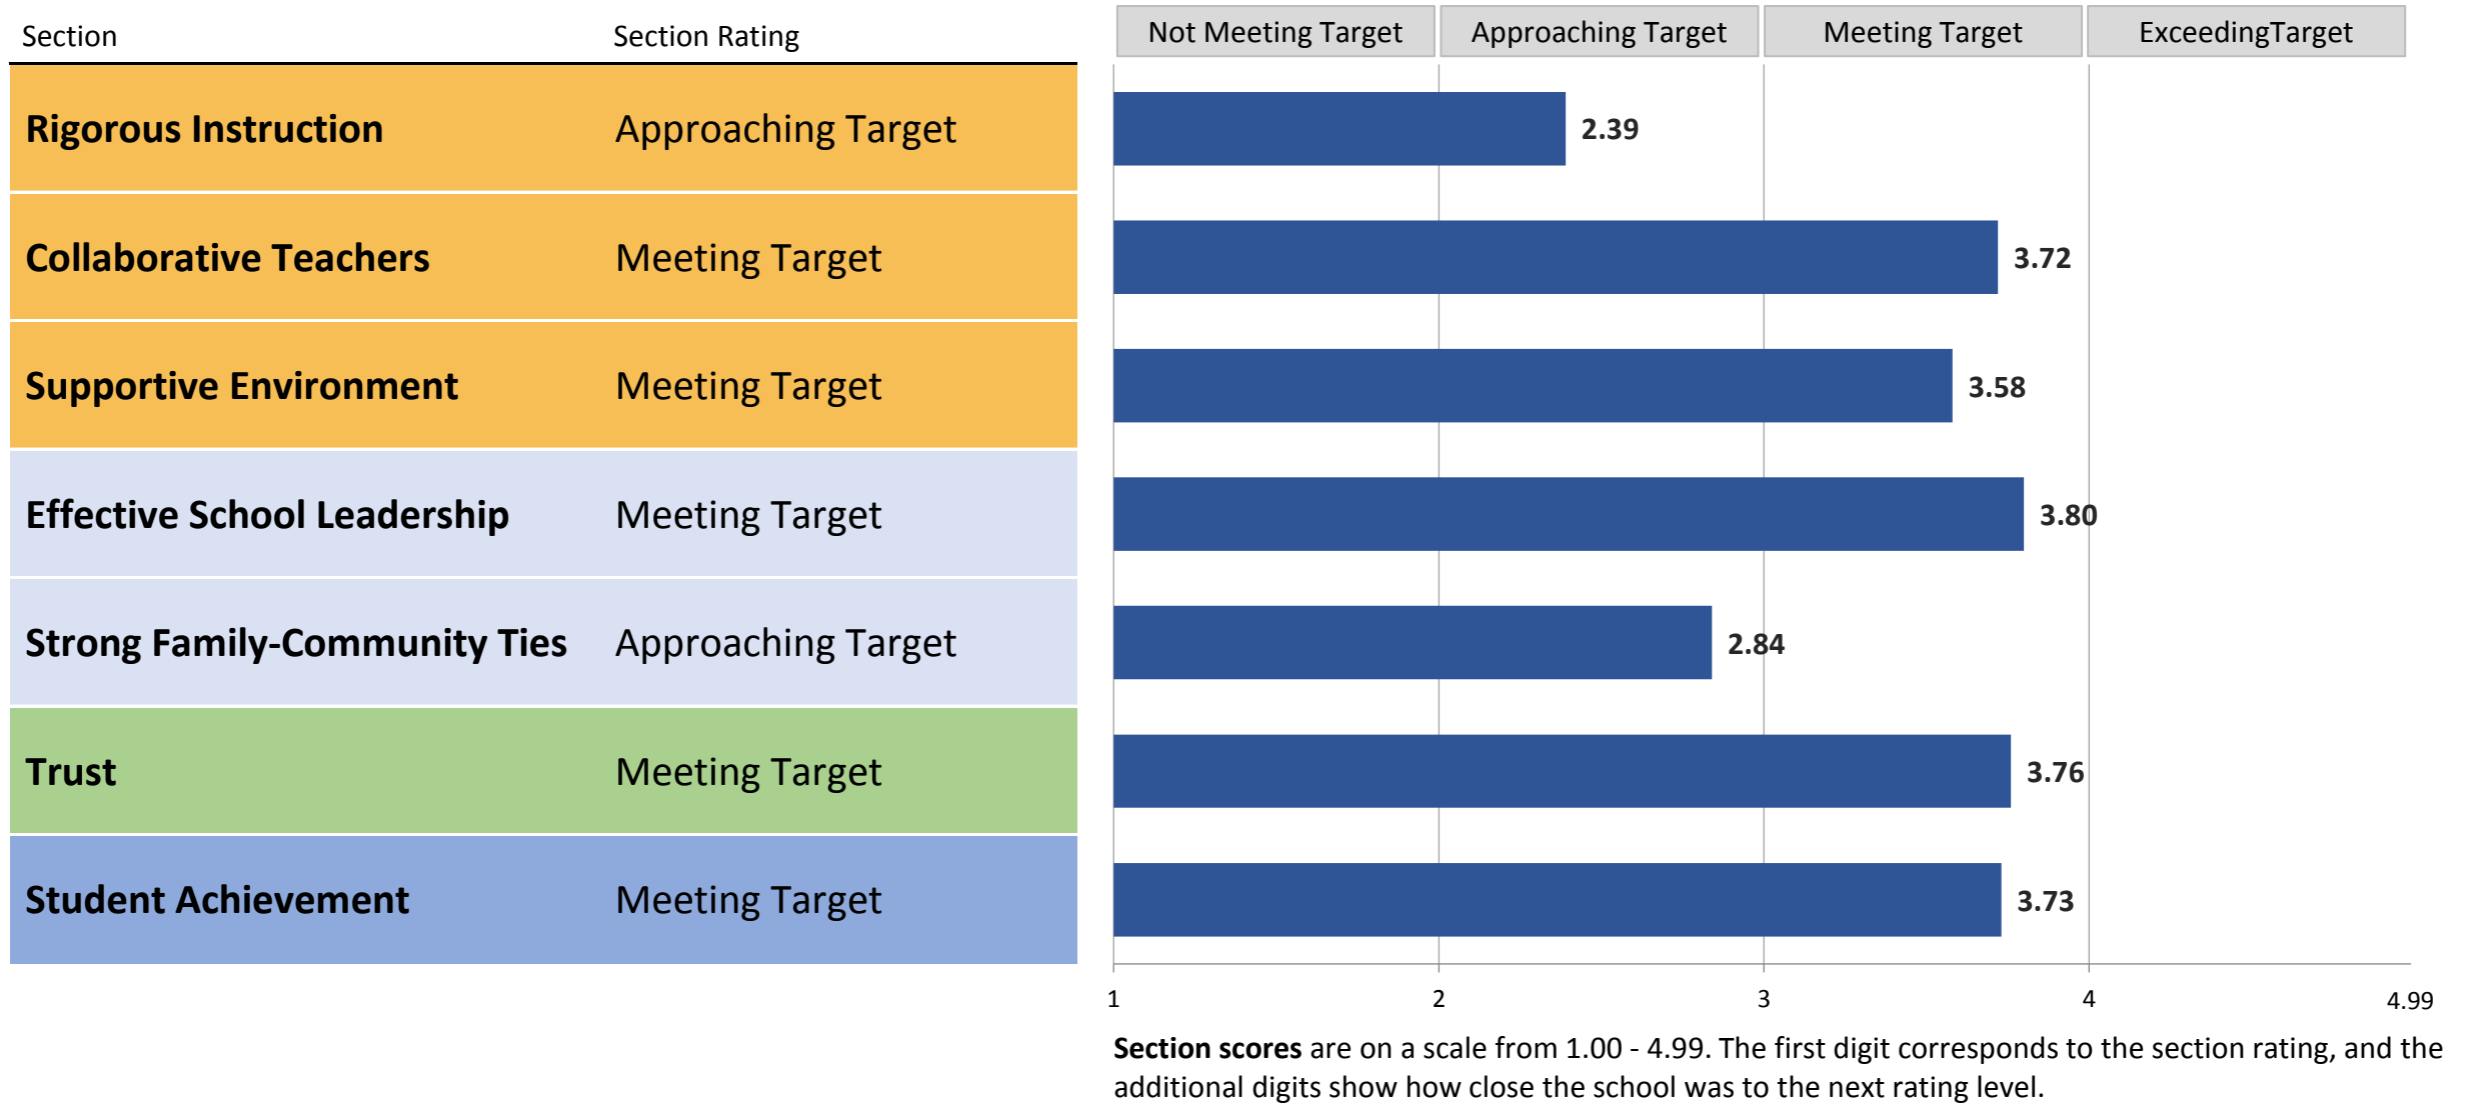 Section Section Rating Not Meeting Target Approaching Target Meeting Target ExceedingTarget
Rigorous Instruction Approaching Target 2.39
Collaborative Teachers Meeting Target 3.72
Supportive Environment Meeting Target 3.58
Effective School Leadership Meeting Target 3.80
Strong Family-Community Ties Approaching Target 2.84
Trust Meeting Target 3.76
Student Achievement Meeting Target 3.73
1 2 3 4 4.99
Section scores are on a scale from 1.00 - 4.99. The first digit corresponds to the section rating, and the
additional digits show how close the school was to the next rating level.